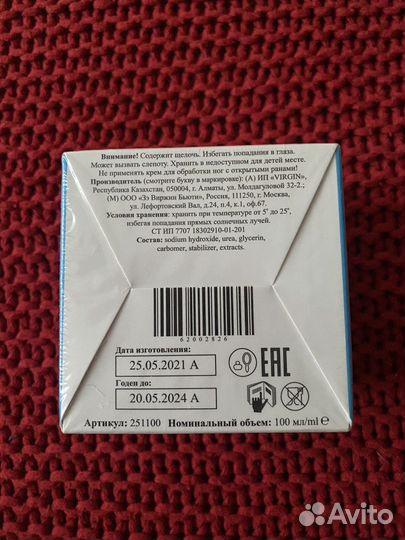 Внимание! Содержит щелочь. Избегать попадания в глаза.
Может вызвать слепоту. Хранить в недоступном для детей месте.
Не применять крем для обработки ног с открытыми ранами!
Производитель (смотрите букву в маркировке): (А) ИП «VIRGIN»,
Республика Казахстан, 050004, г. Алматы, ул. Молдагуловой 32-2.;
(М) ООО «Зэ Виржин Бьюти», Россия, 111250, г. Москва,
ул. Лефортовский Вал, д.24, п.4, к.1, оф.67.
Условия хранения: хранить при температуре от 5˚ до 25˚,
избегая попадания прямых солнечных лучей.
СТ ИП 7707 18302910-01-201
Состав: sodium hydroxide, urea, glycerin,
carbomer, stabilizer, extracts.
62002826
Дата изготовления:
25.05.2021 А
Годен до:
20.05.2024 А
ЕАС
Артикул: 251100 Номинальный объем: 100 мл/ml ℮
Avito